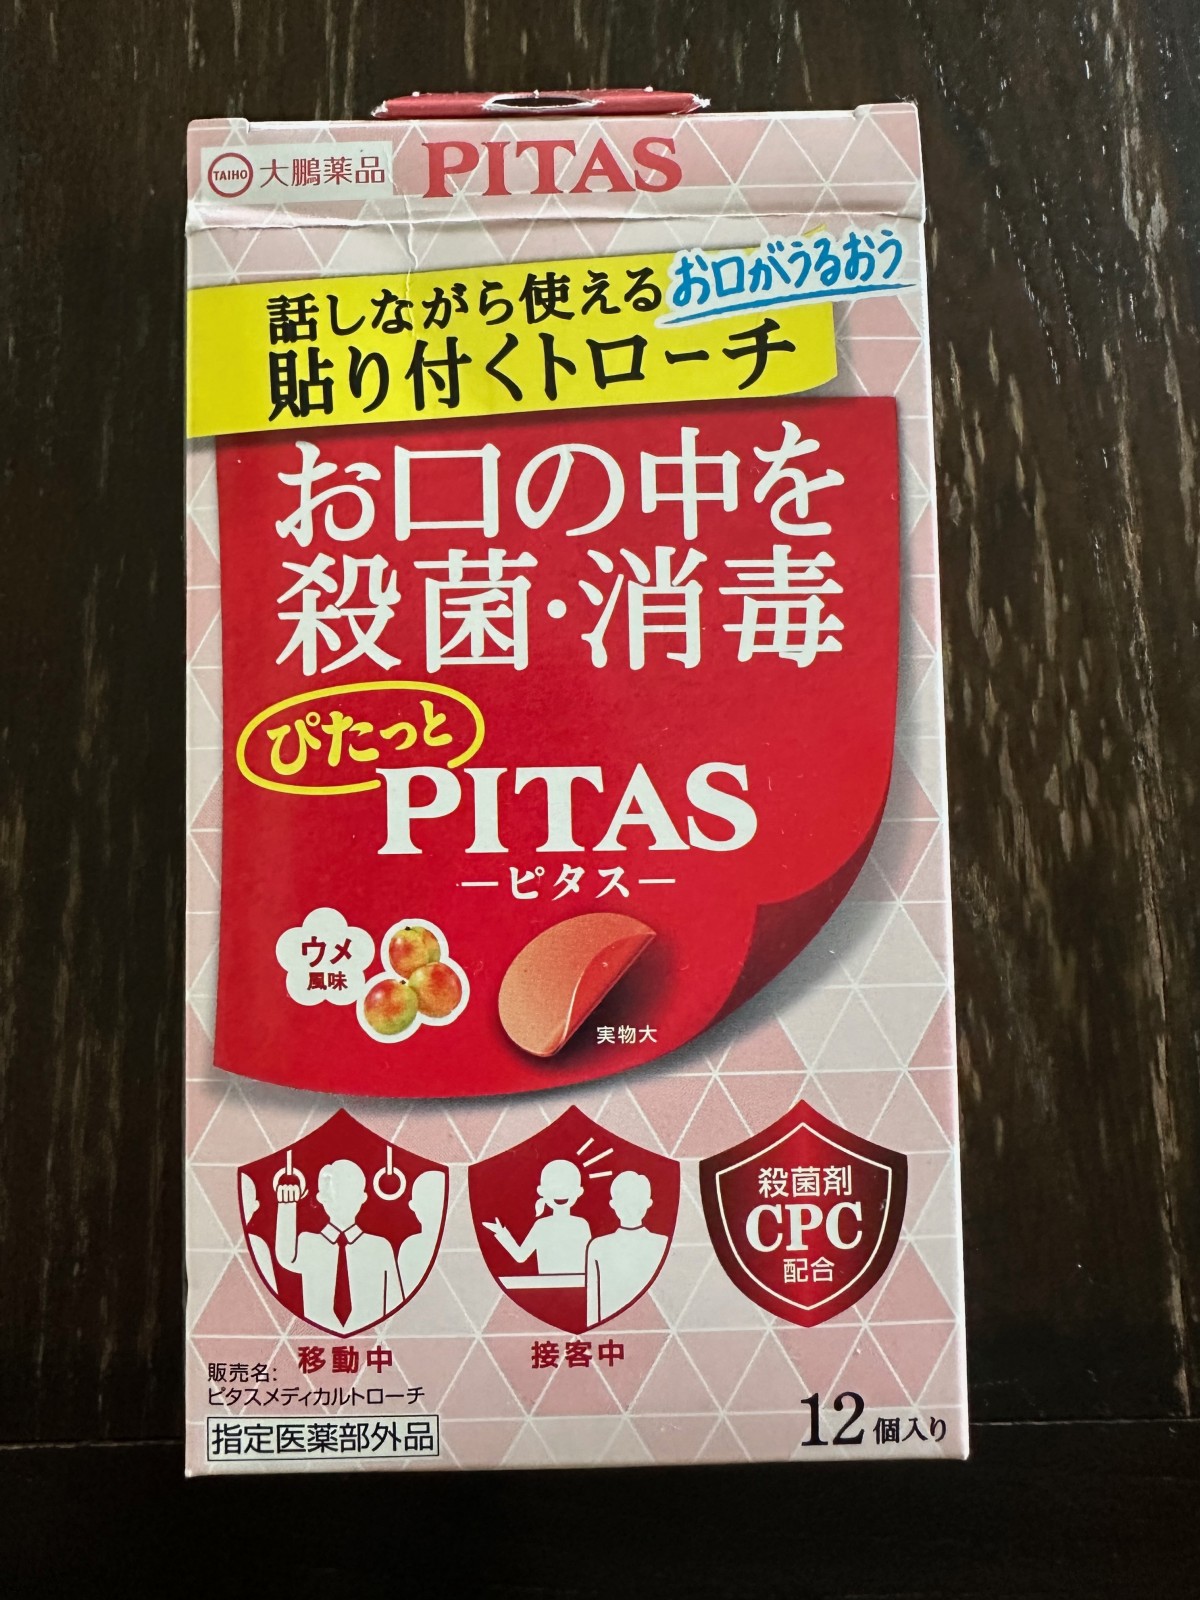 TAIHO 大鵬薬品 PITAS
お口がうるおう
話しながら使える
貼り付くトローチ
お口の中を
殺菌・消毒
ぴたっと
PITAS
ーピタスー
ウメ
風味
実物大
殺菌剤
CPC
配合
移動中
接客中
販売名:
ピタスメディカルトローチ
指定医薬部外品
12個入り